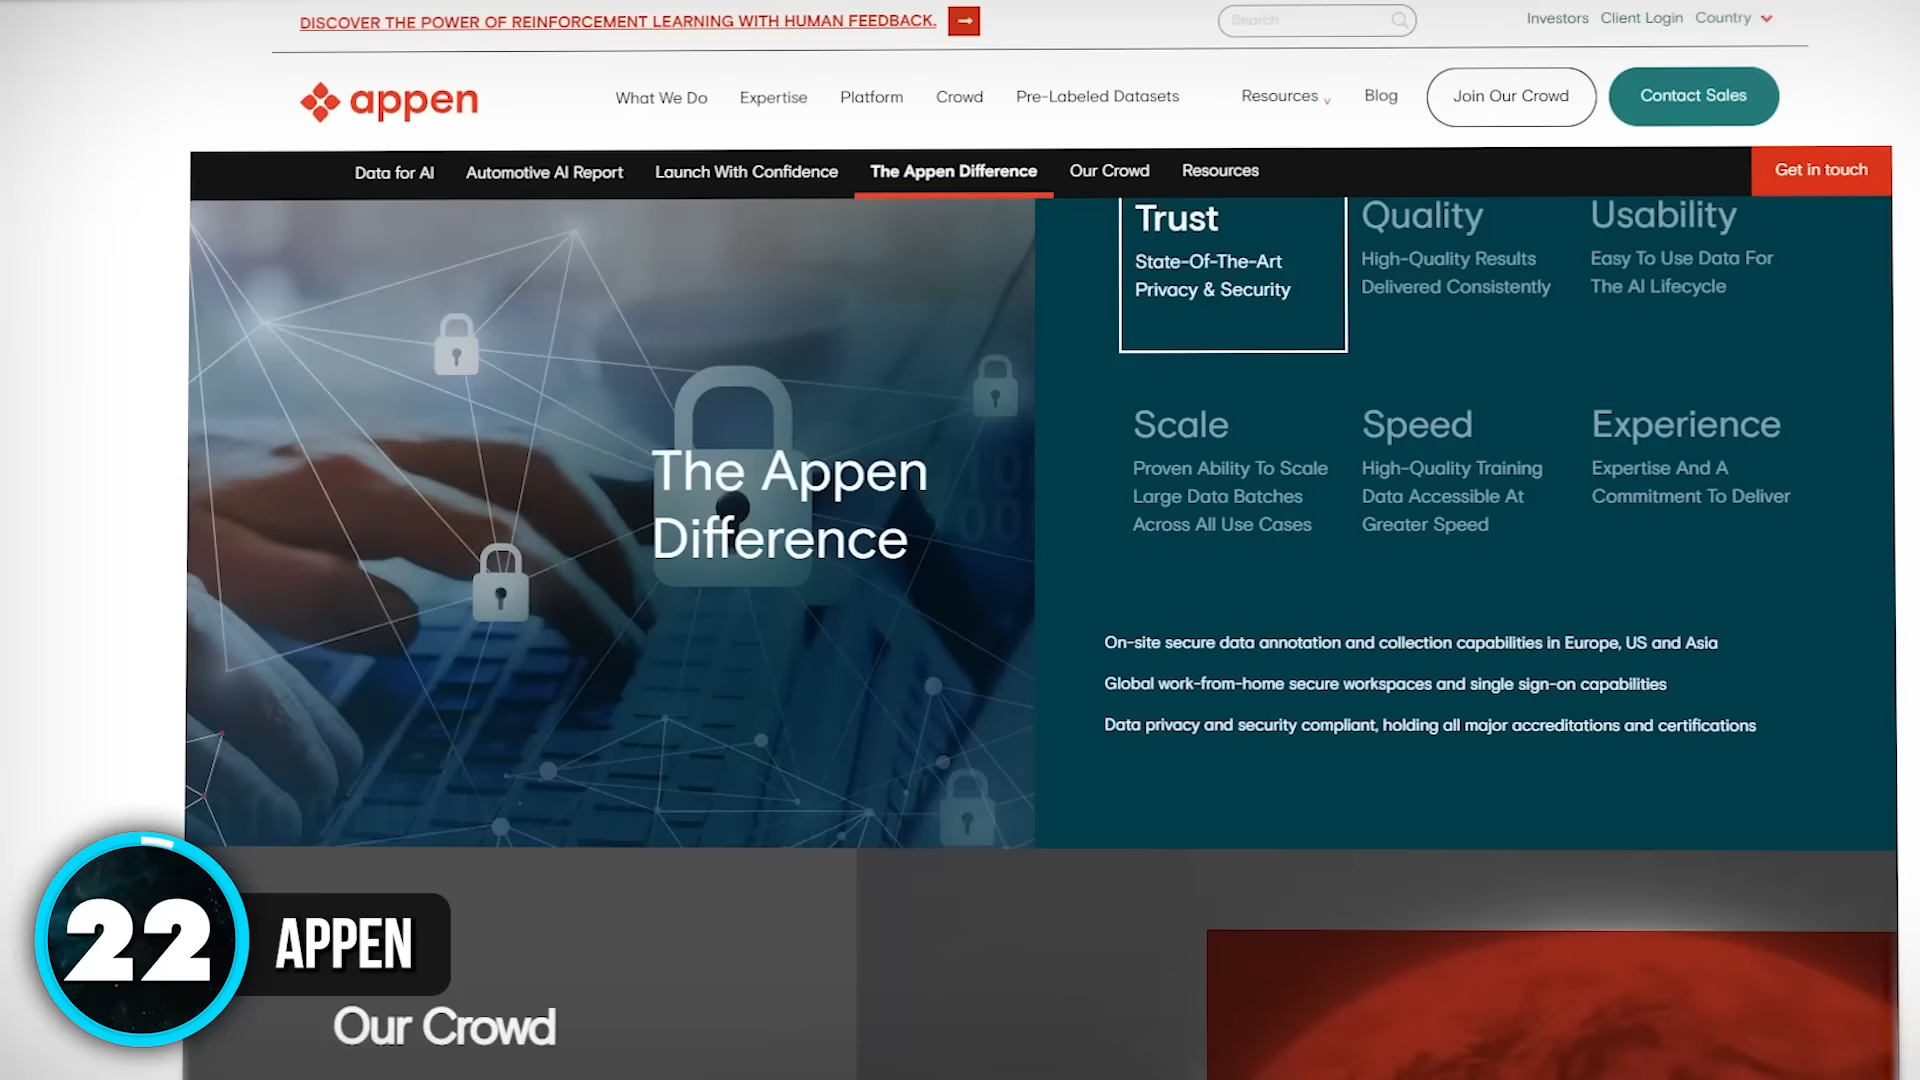 DISCOVER THE POWER OF REINFORCEMENT LEARNING WITH HUMAN FEEDBACK.
Search
Investors Client Login Country
appen
What We Do Expertise Platform Crowd Pre-Labeled Datasets Resources Blog Join Our Crowd Contact Sales
Data for AI Automotive AI Report Launch With Confidence The Appen Difference Our Crowd Resources Get in touch
The Appen
Difference
Trust
State-Of-The-Art
Privacy & Security
Quality
High-Quality Results
Delivered Consistently
Usability
Easy To Use Data For
The AI Lifecycle
Scale
Proven Ability To Scale
Large Data Batches
Across All Use Cases
Speed
High-Quality Training
Data Accessible At
Greater Speed
Experience
Expertise And A
Commitment To Deliver
On-site secure data annotation and collection capabilities in Europe, US and Asia
Global work-from-home secure workspaces and single sign-on capabilities
Data privacy and security compliant, holding all major accreditations and certifications
22
APPEN
Our Crowd